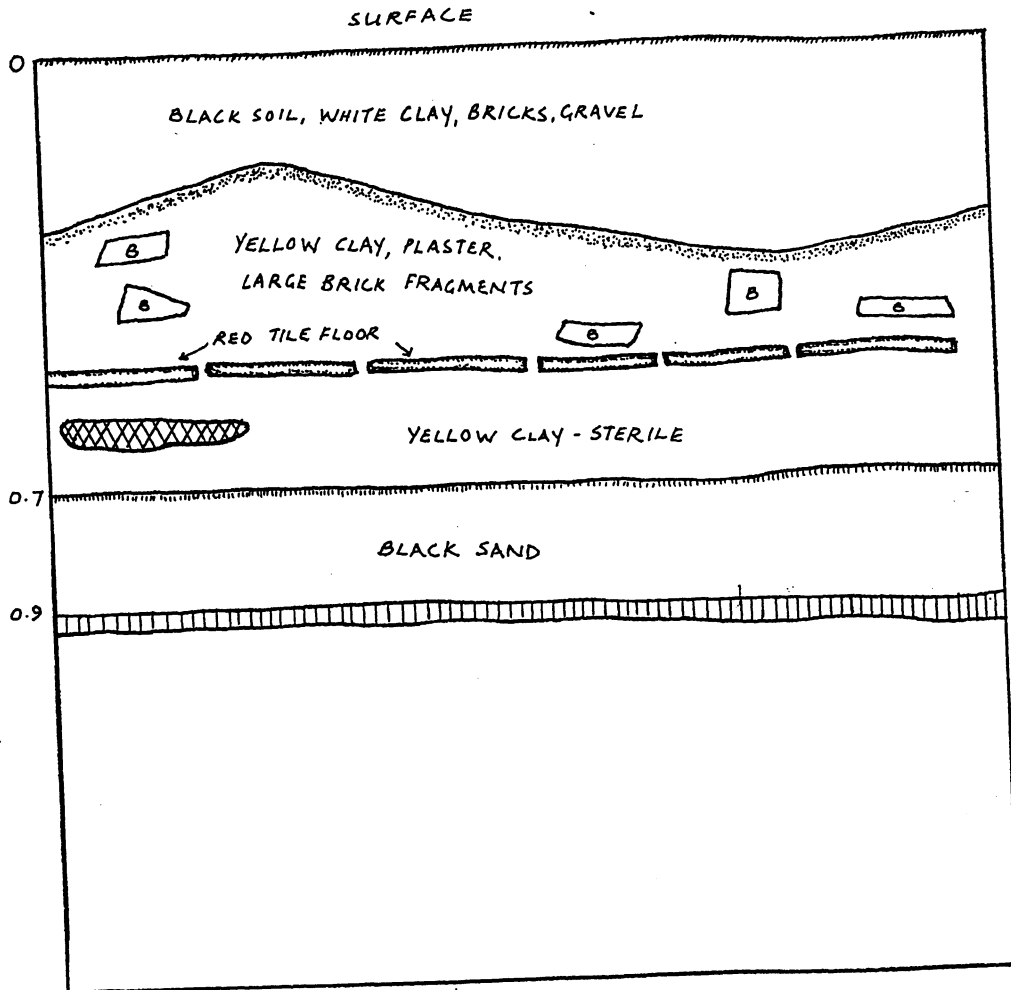 SURFACE
0
BLACK SOIL, WHITE CLAY, BRICKS, GRAVEL
YELLOW CLAY, PLASTER,
LARGE BRICK FRAGMENTS
B
B
B
B
B
RED TILE FLOOR
YELLOW CLAY - STERILE
0.7
BLACK SAND
0.9